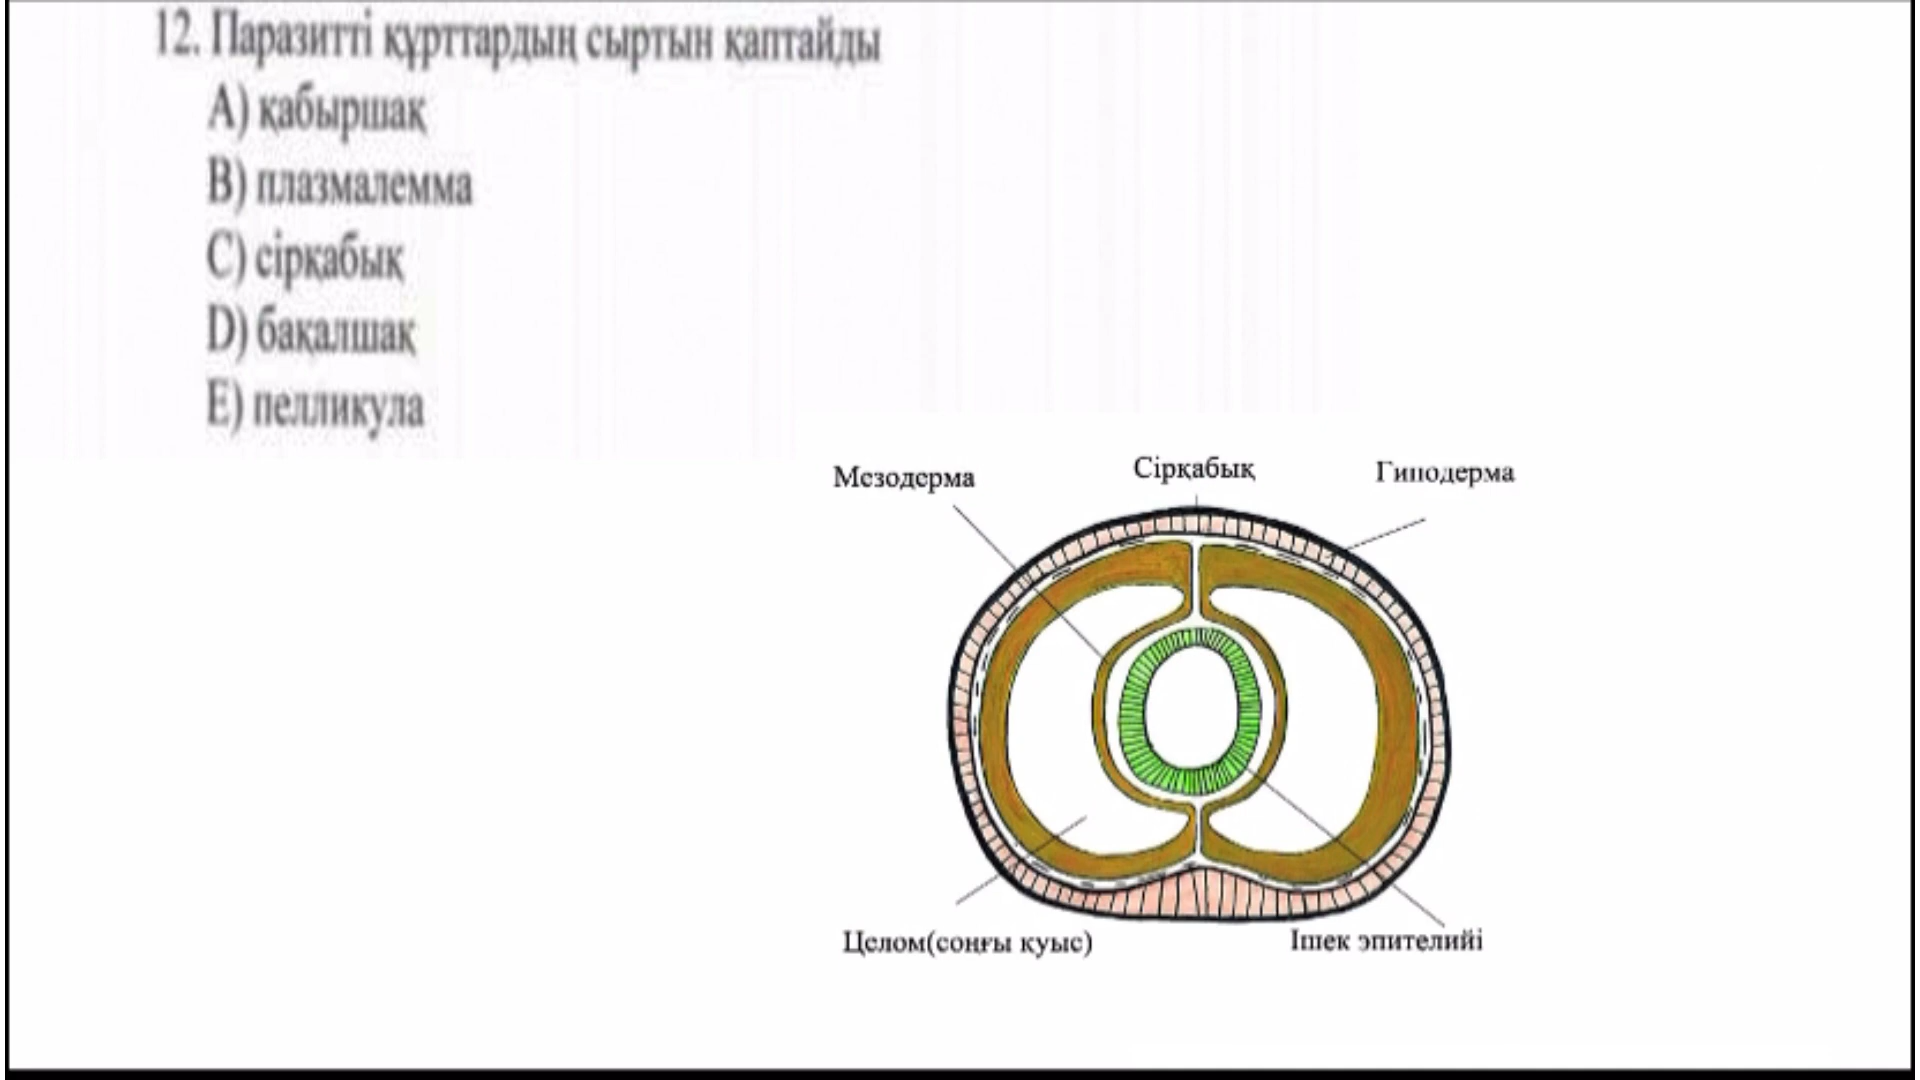 12. Паразитті құрттардың сыртын қаптайды
A) қабыршақ
B) плазмалемма
C) сірқабық
D) бақалшақ
E) пелликула
Мезодерма
Сірқабық
Гиподерма
Целом(соңғы қуыс)
Ішек эпителийі